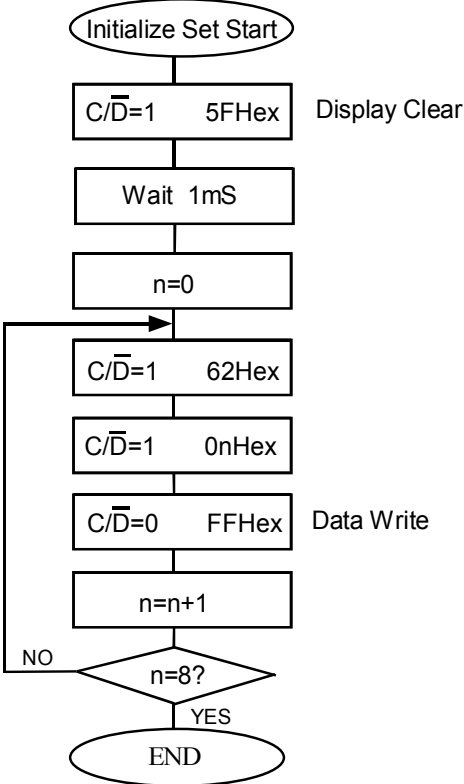 Initialize Set Start
C/D̅=1 5FHex Display Clear
Wait 1mS
n=0
C/D̅=1 62Hex
C/D̅=1 0nHex
C/D̅=0 FFHex Data Write
n=n+1
NO
n=8?
YES
END